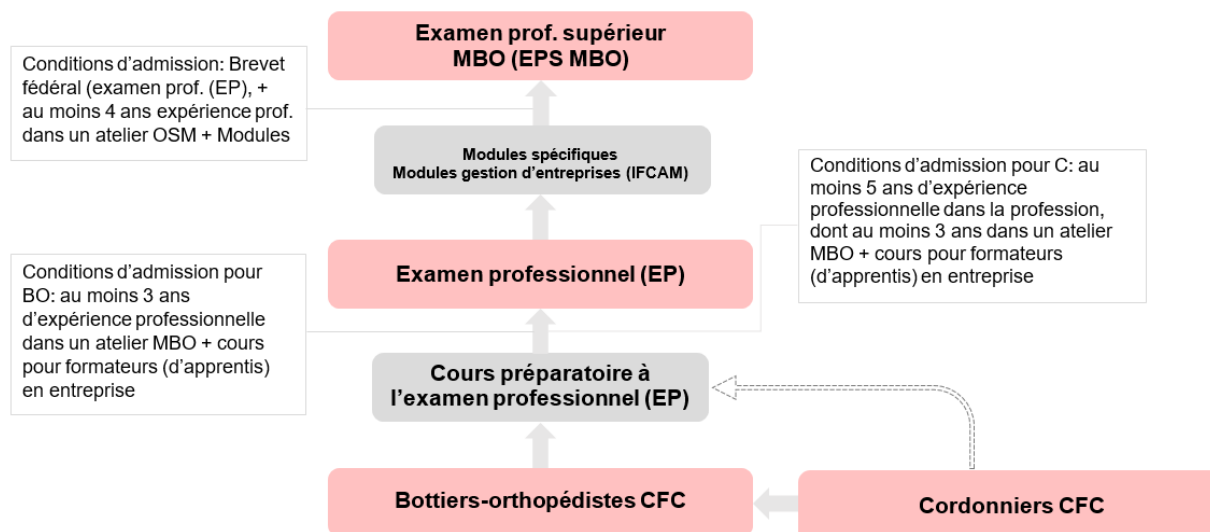 Examen prof. supérieur
MBO (EPS MBO)
Conditions d'admission: Brevet
fédéral (examen prof. (EP), +
au moins 4 ans expérience prof.
dans un atelier OSM + Modules
Modules spécifiques
Modules gestion d'entreprises (IFCAM)
Conditions d'admission pour C: au
moins 5 ans d'expérience
professionnelle dans la profession,
dont au moins 3 ans dans un atelier
MBO + cours pour formateurs
(d'apprentis) en entreprise
Examen professionnel (EP)
Conditions d'admission pour
BO: au moins 3 ans
d'expérience professionnelle
dans un atelier MBO + cours
pour formateurs (d'apprentis)
en entreprise
Cours préparatoire à
l'examen professionnel (EP)
Bottiers-orthopédistes CFC
Cordonniers CFC